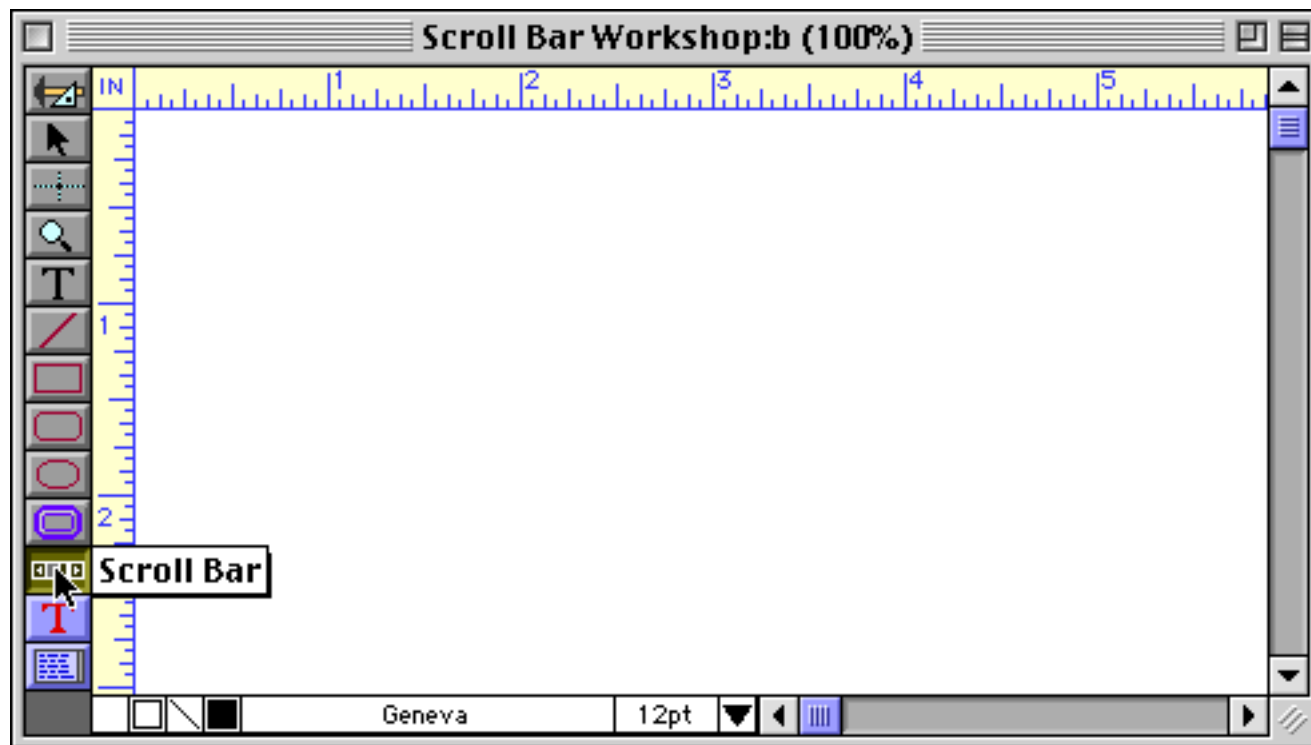 Scroll Bar Workshop:b (100%)
IN 1 2 3 4 5
T
1
2
Scroll Bar
T
Geneva 12pt